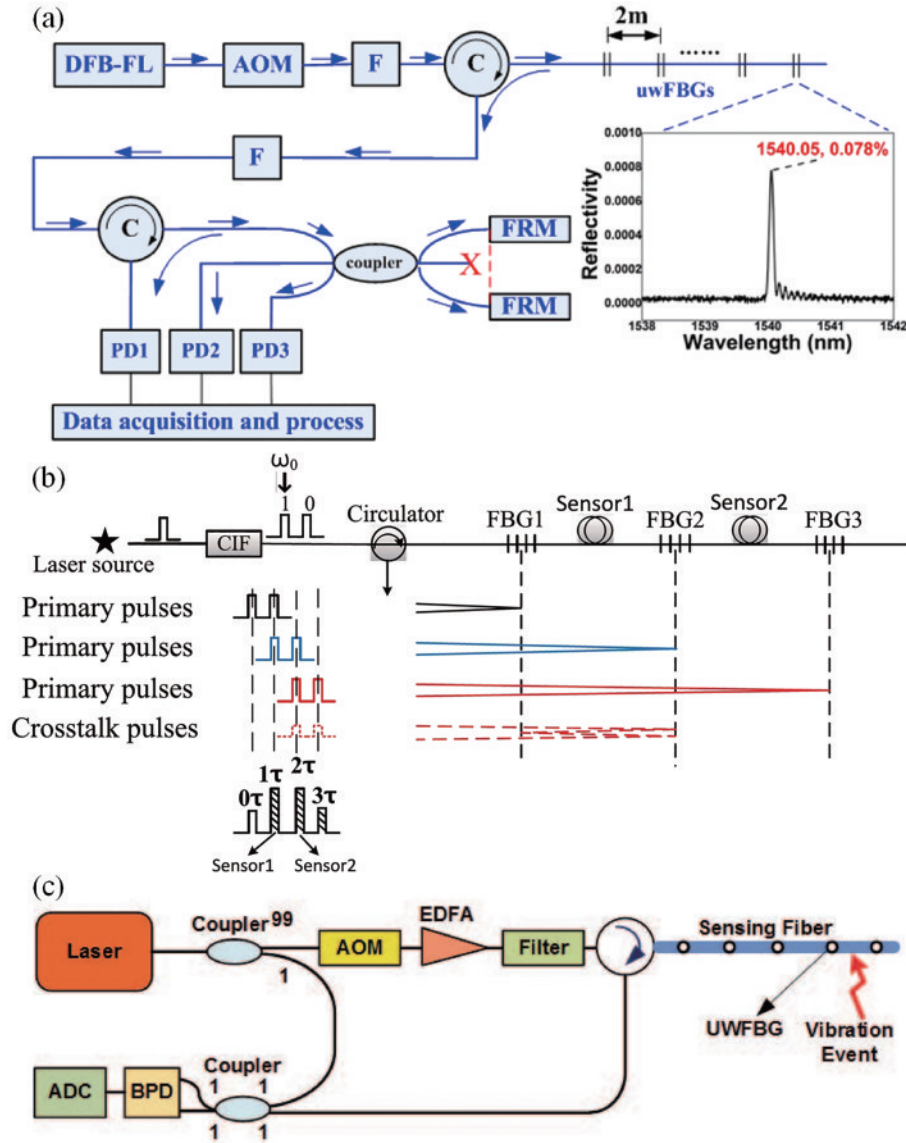 (a)
2m
DFB-FL AOM F C ......
uwFBGs
F
0.0010
1540.05, 0.078%
0.0008
0.0006
0.0004
0.0002
0.0000
Reflectivity
1538 1539 1540 1541 1542
Wavelength (nm)
C
FRM
coupler X
FRM
PD1 PD2 PD3
Data acquisition and process
(b)
ω0
1 0
CIF
Laser source
Circulator
FBG1 Sensor1 FBG2 Sensor2 FBG3
Primary pulses
Primary pulses
Primary pulses
Crosstalk pulses
0τ 1τ 2τ 3τ
Sensor1 Sensor2
(c)
Laser
Coupler 99
1
AOM
EDFA
Filter
Sensing Fiber
UWFBG
Vibration
Event
ADC BPD
Coupler
1 1
1 1